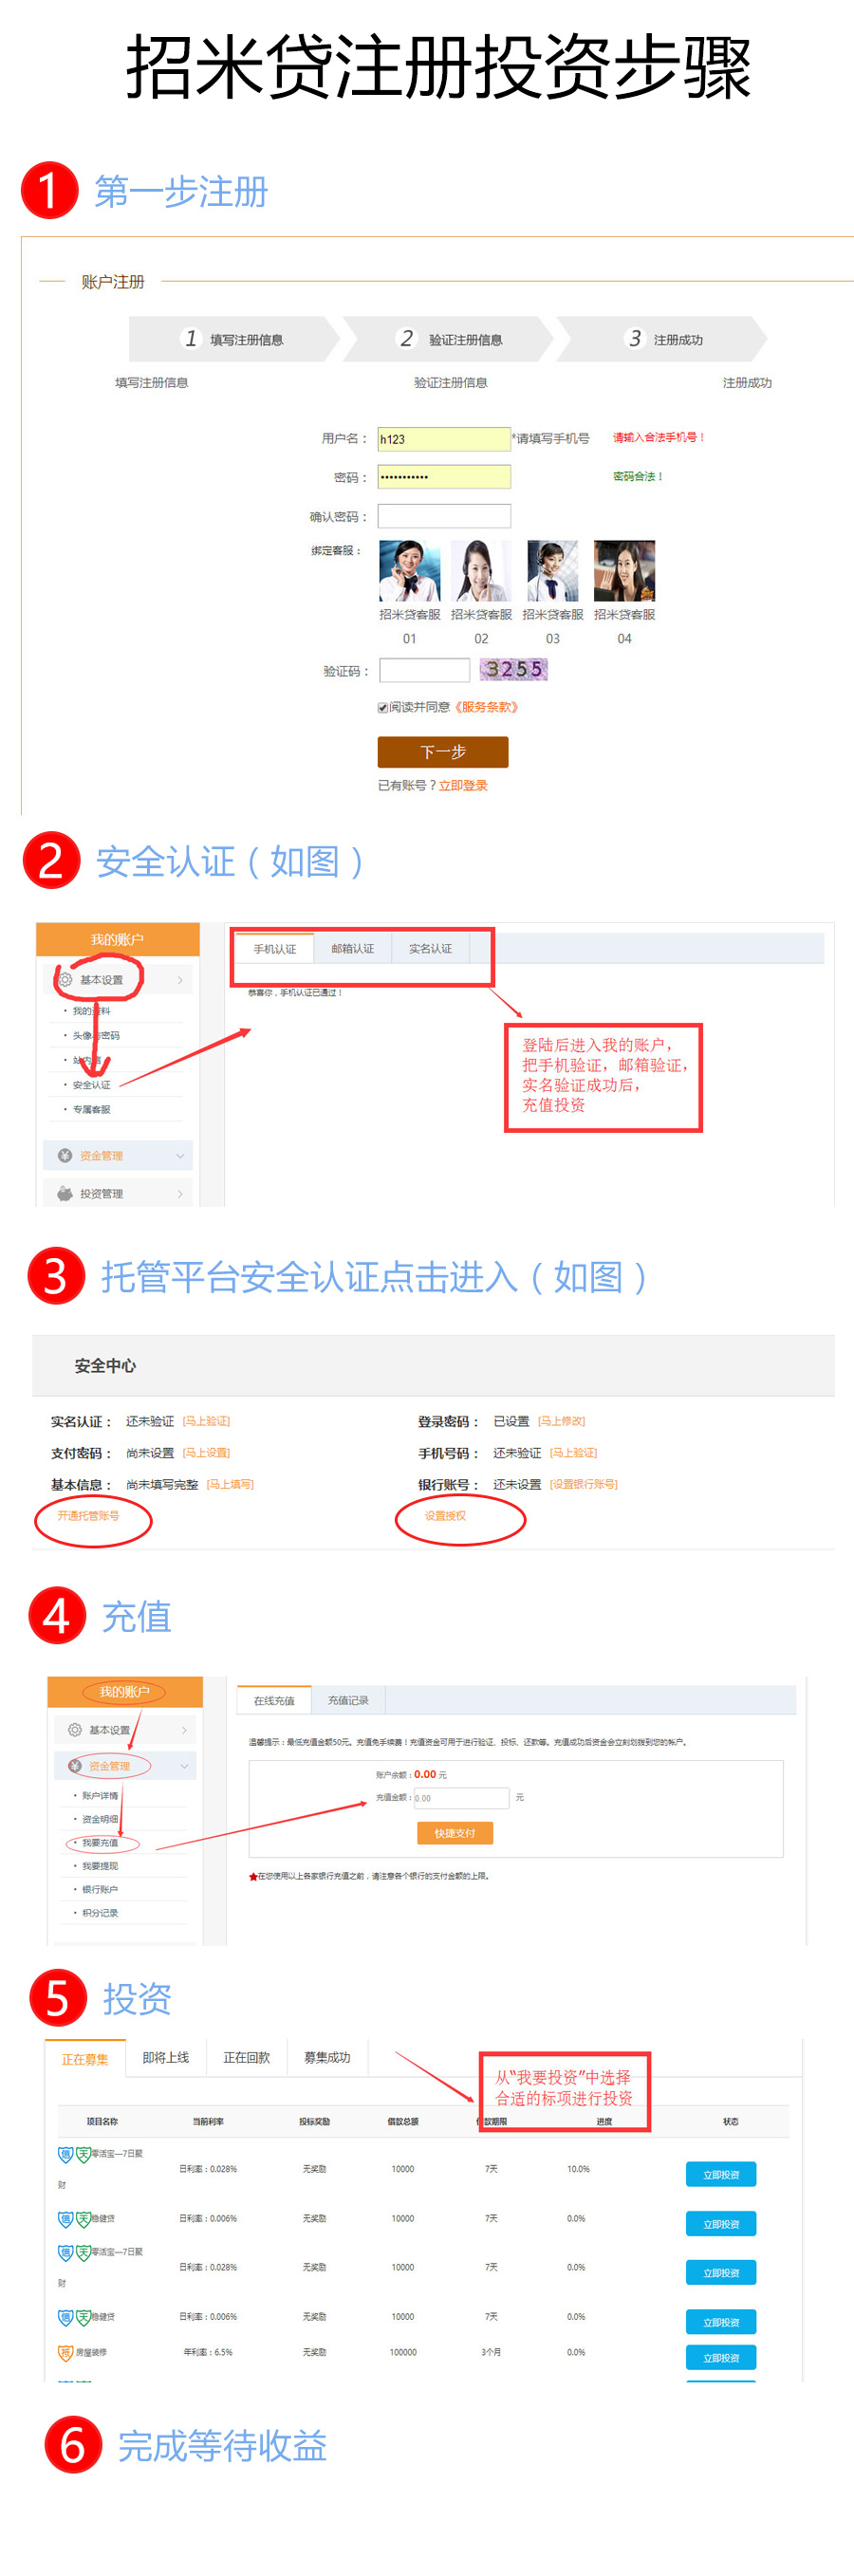 招米贷注册投资步骤
1 第一步注册
账户注册
1 填写注册信息 2 验证注册信息 3 注册成功
填写注册信息 验证注册信息 注册成功
用户名： h123 *请填写手机号 请输入合法手机号！
密码： ••••••••••• 密码合法！
确认密码：
绑定客服：
招米贷客服 招米贷客服 招米贷客服 招米贷客服
01 02 03 04
验证码： 3255
阅读并同意《服务条款》
下一步
已有账号？立即登录
2 安全认证（如图）
我的账户
手机认证 邮箱认证 实名认证
基本设置
恭喜你，手机认证已通过！
• 我的资料
• 头像与密码
• 站内信
• 安全认证
• 专属客服
资金管理
投资管理
登陆后进入我的账户，
把手机验证，邮箱验证，
实名验证成功后，
充值投资
3 托管平台安全认证点击进入（如图）
安全中心
实名认证： 还未验证 [马上验证] 登录密码： 已设置 [马上修改]
支付密码： 尚未设置 [马上设置] 手机号码： 还未验证 [马上验证]
基本信息： 尚未填写完整 [马上填写] 银行账号： 还未设置 [设置银行账号]
开通托管账号 设置授权
4 充值
我的账户
基本设置
资金管理
• 账户详情
• 资金明细
• 我要充值
• 我要提现
• 银行账户
• 积分记录
在线充值 充值记录
温馨提示：最低充值金额50元。充值免手续费！充值资金可用于进行验证、投标、还款等。充值成功后资金会立刻划拨到您的帐户。
账户余额：0.00 元
充值金额：0.00 元
快捷支付
★在您使用以上各家银行充值之前，请注意各个银行的支付金额的上限。
5 投资
正在募集 即将上线 正在回款 募集成功
从“我要投资”中选择
合适的标项进行投资
项目名称 当前利率 投标奖励 借款总额 借款期限 进度 状态
信 天 零活宝—7日聚
财 日利率：0.028% 无奖励 10000 7天 10.0% 立即投资
信 天 稳健贷 日利率：0.006% 无奖励 10000 7天 0.0% 立即投资
信 天 零活宝—7日聚
财 日利率：0.028% 无奖励 10000 7天 0.0% 立即投资
信 天 稳健贷 日利率：0.006% 无奖励 10000 7天 0.0% 立即投资
抵 房屋装修 年利率：6.5% 无奖励 100000 3个月 0.0% 立即投资
6 完成等待收益